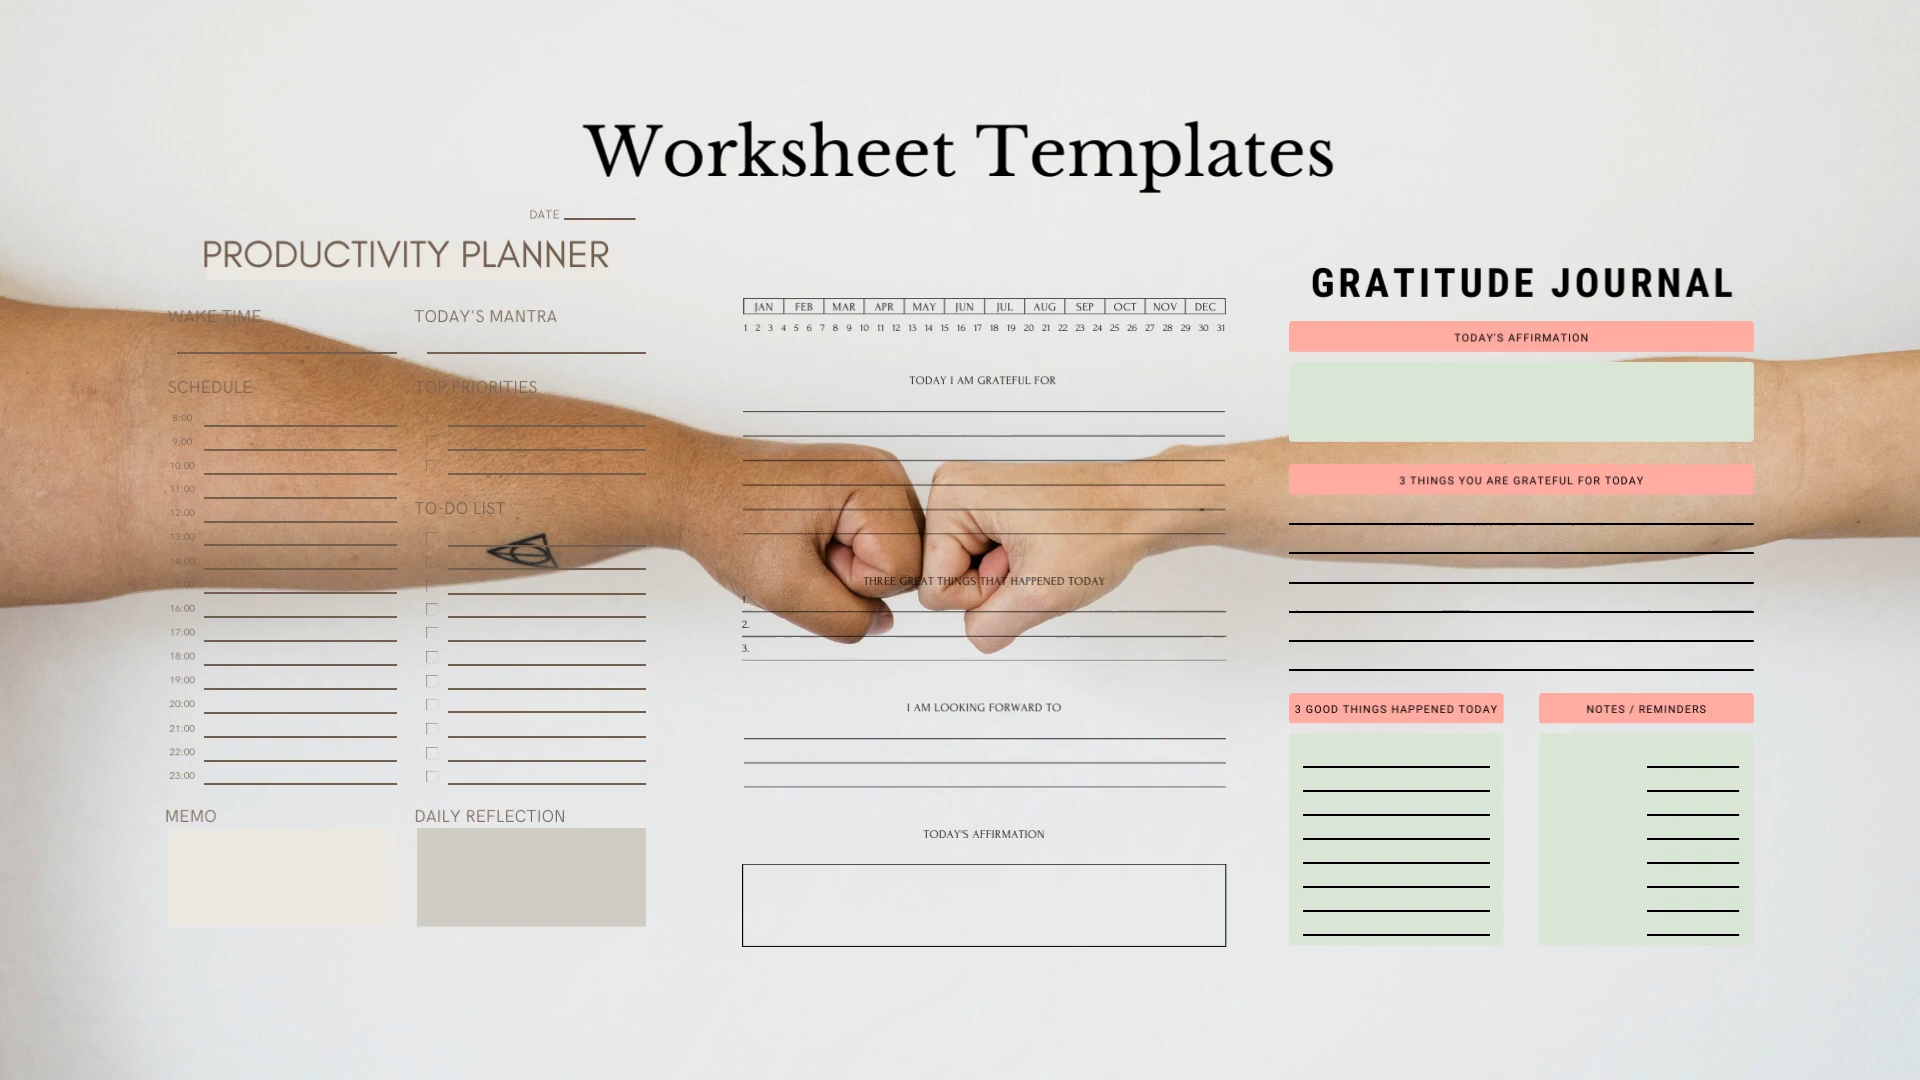 Worksheet Templates
DATE
PRODUCTIVITY PLANNER
WAKE TIME
TODAY'S MANTRA
SCHEDULE
TOP PRIORITIES
8:00
9:00
10:00
11:00
12:00
13:00
14:00
15:00
16:00
17:00
18:00
19:00
20:00
21:00
22:00
23:00
TO-DO LIST
MEMO
DAILY REFLECTION
JAN FEB MAR APR MAY JUN JUL AUG SEP OCT NOV DEC
1 2 3 4 5 6 7 8 9 10 11 12 13 14 15 16 17 18 19 20 21 22 23 24 25 26 27 28 29 30 31
TODAY I AM GRATEFUL FOR
THREE GREAT THINGS THAT HAPPENED TODAY
1.
2.
3.
I AM LOOKING FORWARD TO
TODAY'S AFFIRMATION
GRATITUDE JOURNAL
TODAY'S AFFIRMATION
3 THINGS YOU ARE GRATEFUL FOR TODAY
3 GOOD THINGS HAPPENED TODAY
NOTES / REMINDERS